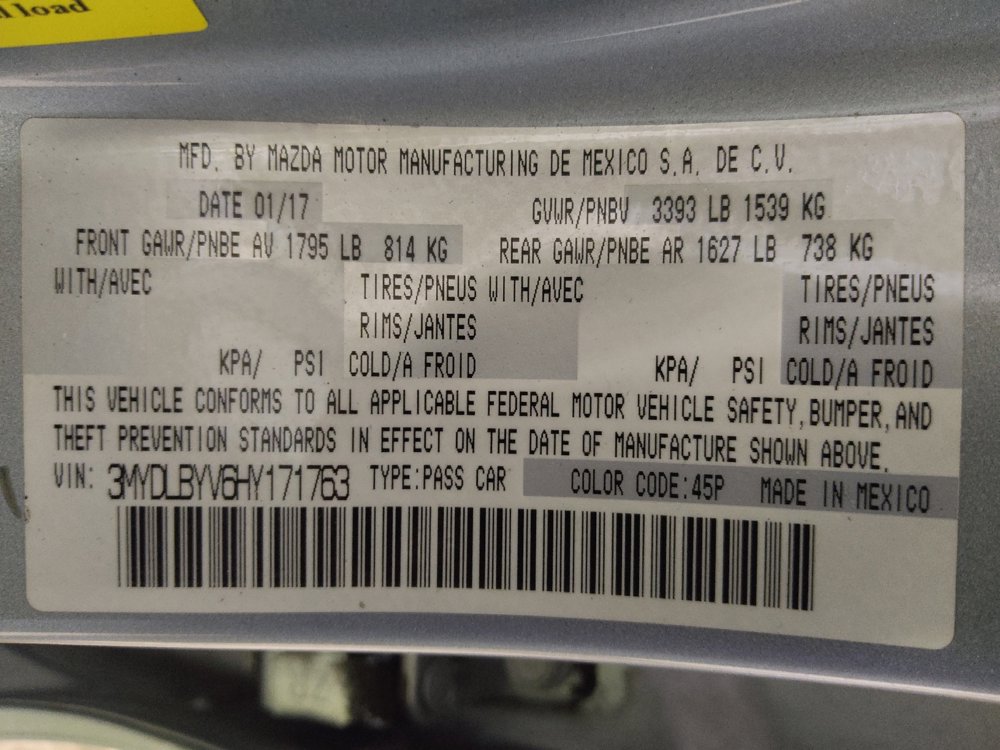 load
MFD. BY MAZDA MOTOR MANUFACTURING DE MEXICO S.A. DE C.V.
DATE 01/17 GVWR/PNBV 3393 LB 1539 KG
FRONT GAWR/PNBE AV 1795 LB 814 KG REAR GAWR/PNBE AR 1627 LB 738 KG
WITH/AVEC TIRES/PNEUS WITH/AVEC TIRES/PNEUS
RIMS/JANTES RIMS/JANTES
KPA/ PSI COLD/A FROID KPA/ PSI COLD/A FROID
THIS VEHICLE CONFORMS TO ALL APPLICABLE FEDERAL MOTOR VEHICLE SAFETY, BUMPER, AND
THEFT PREVENTION STANDARDS IN EFFECT ON THE DATE OF MANUFACTURE SHOWN ABOVE.
VIN: 3MYDLBYV6HY171763 TYPE:PASS CAR COLOR CODE:45P MADE IN MEXICO